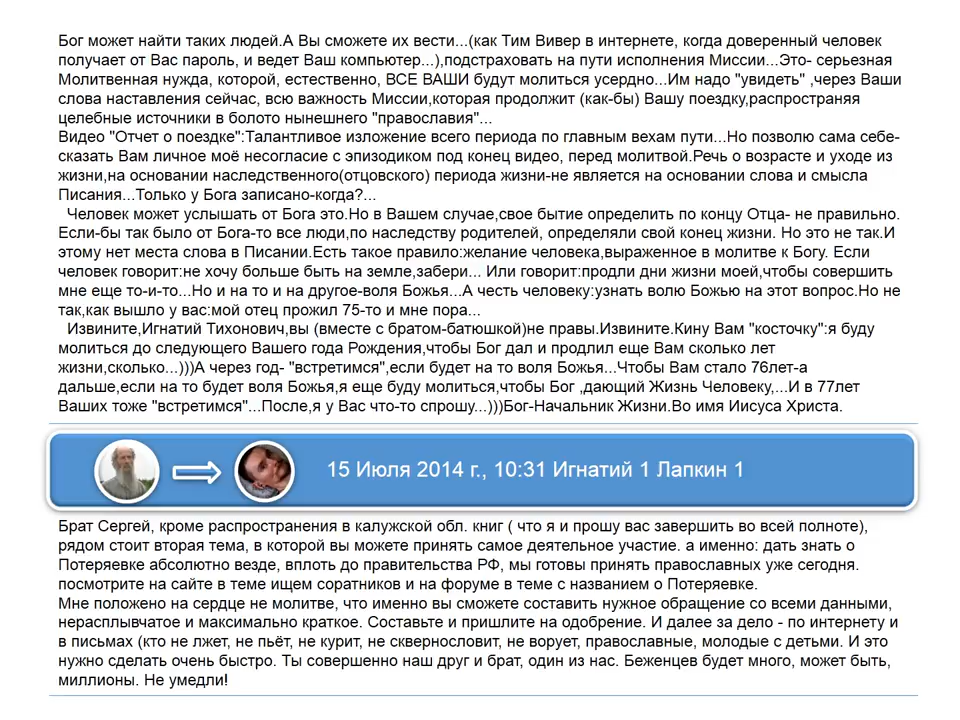 Бог может найти таких людей.А Вы сможете их вести...(как Тим Вивер в интернете, когда доверенный человек
получает от Вас пароль, и ведет Ваш компьютер...),подстраховать на пути исполнения Миссии...Это- серьезная
Молитвенная нужда, которой, естественно, ВСЕ ВАШИ будут молиться усердно...Им надо "увидеть" ,через Ваши
слова наставления сейчас, всю важность Миссии,которая продолжит (как-бы) Вашу поездку,распространяя
целебные источники в болото нынешнего "православия"...
Видео "Отчет о поездке":Талантливое изложение всего периода по главным вехам пути...Но позволю сама себе-
сказать Вам личное моё несогласие с эпизодиком под конец видео, перед молитвой.Речь о возрасте и уходе из
жизни,на основании наследственного(отцовского) периода жизни-не является на основании слова и смысла
Писания...Только у Бога записано-когда?...
Человек может услышать от Бога это.Но в Вашем случае,свое бытие определить по концу Отца- не правильно.
Если-бы так было от Бога-то все люди,по наследству родителей, определяли свой конец жизни. Но это не так.И
этому нет места слова в Писании.Есть такое правило:желание человека,выраженное в молитве к Богу. Если
человек говорит:не хочу больше быть на земле,забери... Или говорит:продли дни жизни моей,чтобы совершить
мне еще то-и-то...Но и на то и на другое-воля Божья...А честь человеку:узнать волю Божью на этот вопрос.Но не
так,как вышло у вас:мой отец прожил 75-то и мне пора...
Извините,Игнатий Тихонович,вы (вместе с братом-батюшкой)не правы.Извините.Кину Вам "косточку":я буду
молиться до следующего Вашего года Рождения,чтобы Бог дал и продлил еще Вам сколько лет
жизни,сколько...)))А через год- "встретимся",если будет на то воля Божья...Чтобы Вам стало 76лет-а
дальше,если на то будет воля Божья,я еще буду молиться,чтобы Бог ,дающий Жизнь Человеку,...И в 77лет
Ваших тоже "встретимся"...После,я у Вас что-то спрошу...)))Бог-Начальник Жизни.Во имя Иисуса Христа.
15 Июля 2014 г., 10:31 Игнатий 1 Лапкин 1
Брат Сергей, кроме распространения в калужской обл. книг ( что я и прошу вас завершить во всей полноте),
рядом стоит вторая тема, в которой вы можете принять самое деятельное участие. а именно: дать знать о
Потеряевке абсолютно везде, вплоть до правительства РФ, мы готовы принять православных уже сегодня.
посмотрите на сайте в теме ищем соратников и на форуме в теме с названием о Потеряевке.
Мне положено на сердце не молитве, что именно вы сможете составить нужное обращение со всеми данными,
нерасплывчатое и максимально краткое. Составьте и пришлите на одобрение. И далее за дело - по интернету и
в письмах (кто не лжет, не пьёт, не курит, не сквернословит, не ворует, православные, молодые с детьми. И это
нужно сделать очень быстро. Ты совершенно наш друг и брат, один из нас. Беженцев будет много, может быть,
миллионы. Не умедли!